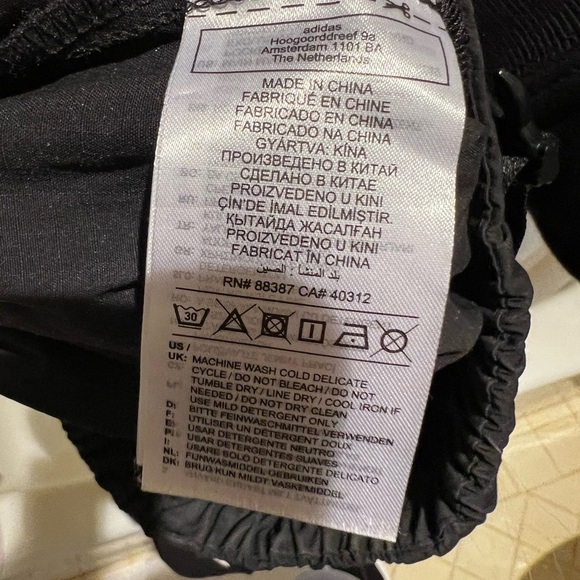 adidas
Hoogoorddreef 9a
Amsterdam 1101 BA
The Netherlands
MADE IN CHINA
FABRIQUÉ EN CHINE
FABRICADO EN CHINA
FABRICADO NA CHINA
GYÁRTVA: KÍNA
ПРОИЗВЕДЕНО В КИТАЙ
СДЕЛАНО В КИТАЕ
PROIZVEDENO U KINI
ÇIN'DE IMAL EDİLMİŞTİR.
ҚЫТАЙДА ЖАСАЛҒАН
PROIZVEDENO U KINI
FABRICAT ÎN CHINA
بلد المنشأ : الصين
RN# 88387 CA# 40312
30
US /
UK: MACHINE WASH COLD DELICATE
CYCLE / DO NOT BLEACH / DO NOT
TUMBLE DRY / LINE DRY / COOL IRON IF
NEEDED / DO NOT DRY CLEAN
USE MILD DETERGENT ONLY
D: BITTE FEINWASCHMITTEL VERWENDEN
F: UTILISER UN DETERGENT DOUX
E: USAR DETERGENTE NEUTRO
P: USAR DETERGENTES SUAVES
I: USARE SOLO DETERGENTE DELICATO
NL: FIJNWASMIDDEL GEBRUIKEN
DK: BRUG KUN MILDT VASKEMIDDEL